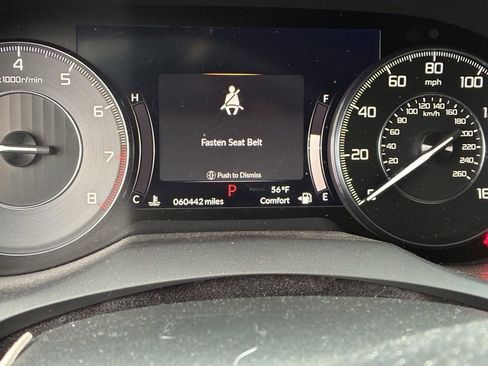 4 5 6 7 8
x1000r/min
H
C
Fasten Seat Belt
Push to Dismiss
P
060442 miles
56°F
Comfort
F
E
60 80 100
mph
40
20
100 120 140
km/h
80 160
60 180
40 200
20 220
240
260